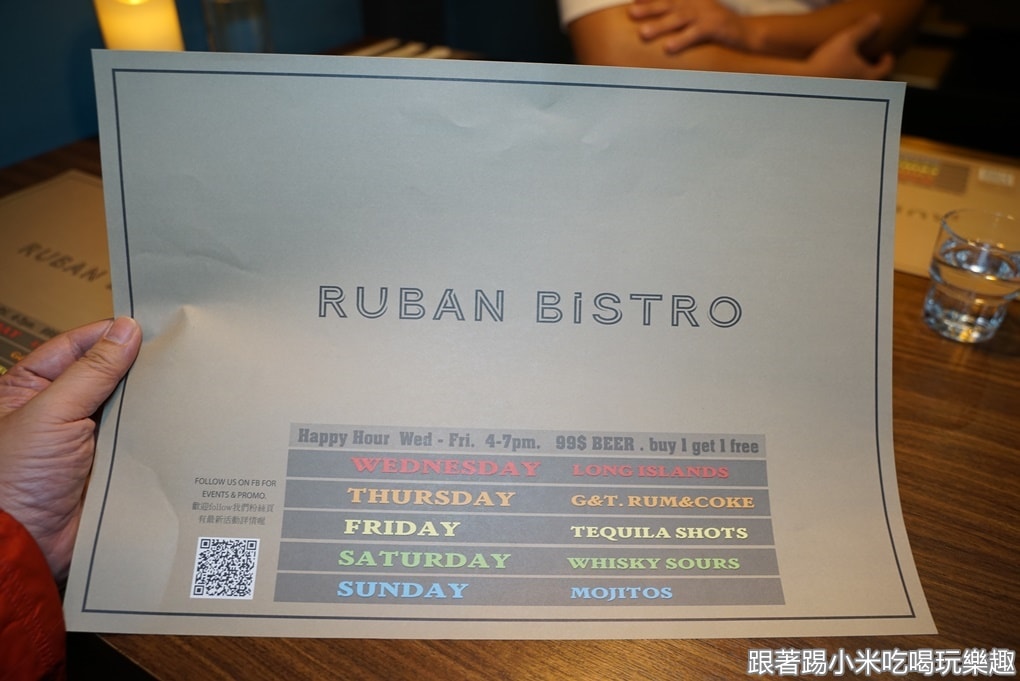 RUBAN BISTRO
Happy Hour Wed - Fri. 4-7pm. 99$ BEER . buy 1 get 1 free
WEDNESDAY LONG ISLANDS
THURSDAY G&T. RUM&COKE
FRIDAY TEQUILA SHOTS
SATURDAY WHISKY SOURS
SUNDAY MOJITOS
FOLLOW US ON FB FOR
EVENTS & PROMO.
歡迎follow我們粉絲頁
有最新活動詳情喔
RUBAN
跟著踢小米吃喝玩樂趣